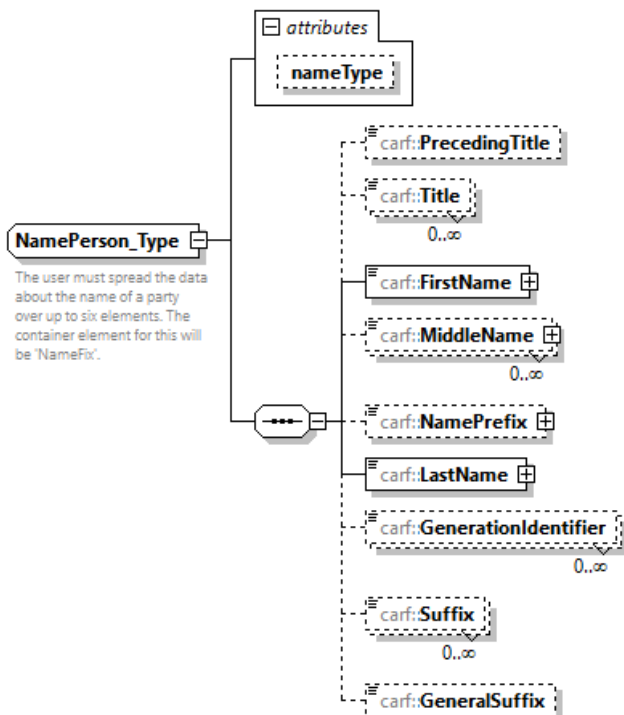 attributes
nameType
carf::PrecedingTitle
carf::Title
0..∞
NamePerson_Type
The user must spread the data
about the name of a party
over up to six elements. The
container element for this will
be 'NameFix'.
carf::FirstName
carf::MiddleName
0..∞
carf::NamePrefix
carf::LastName
carf::GenerationIdentifier
0..∞
carf::Suffix
0..∞
carf::GeneralSuffix